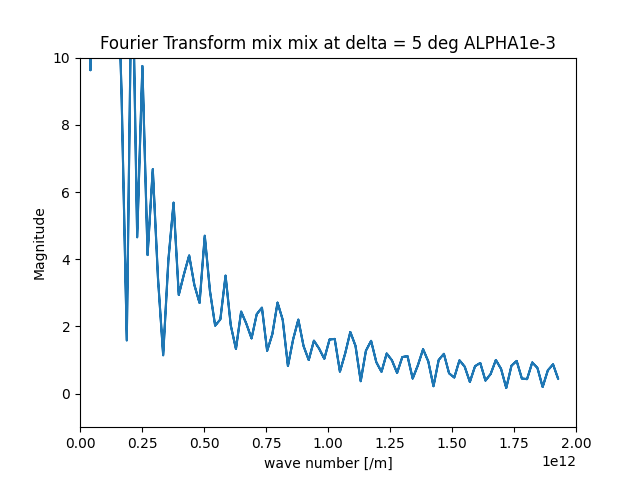 Fourier Transform mix mix at delta = 5 deg ALPHA1e-3
10
8
6
4
2
0
Magnitude
0.00 0.25 0.50 0.75 1.00 1.25 1.50 1.75 2.00
wave number [/m]
1e12